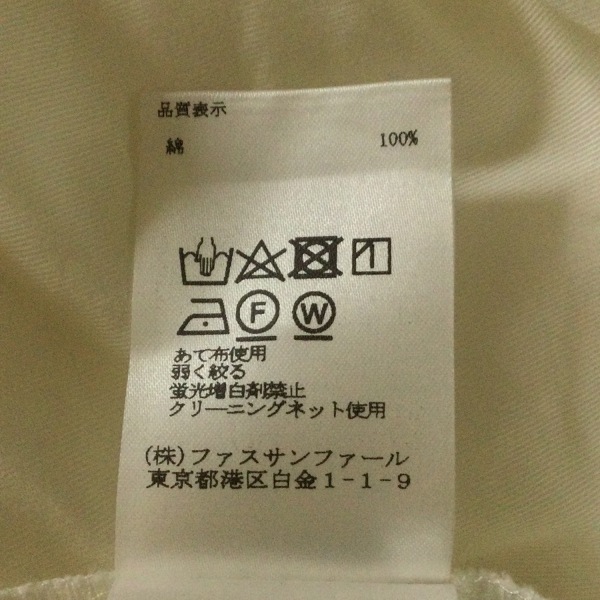 品質表示
綿 100%
F W
あて布使用
弱く絞る
蛍光増白剤禁止
クリーニングネット使用
(株)ファスサンファール
東京都港区白金1-1-9